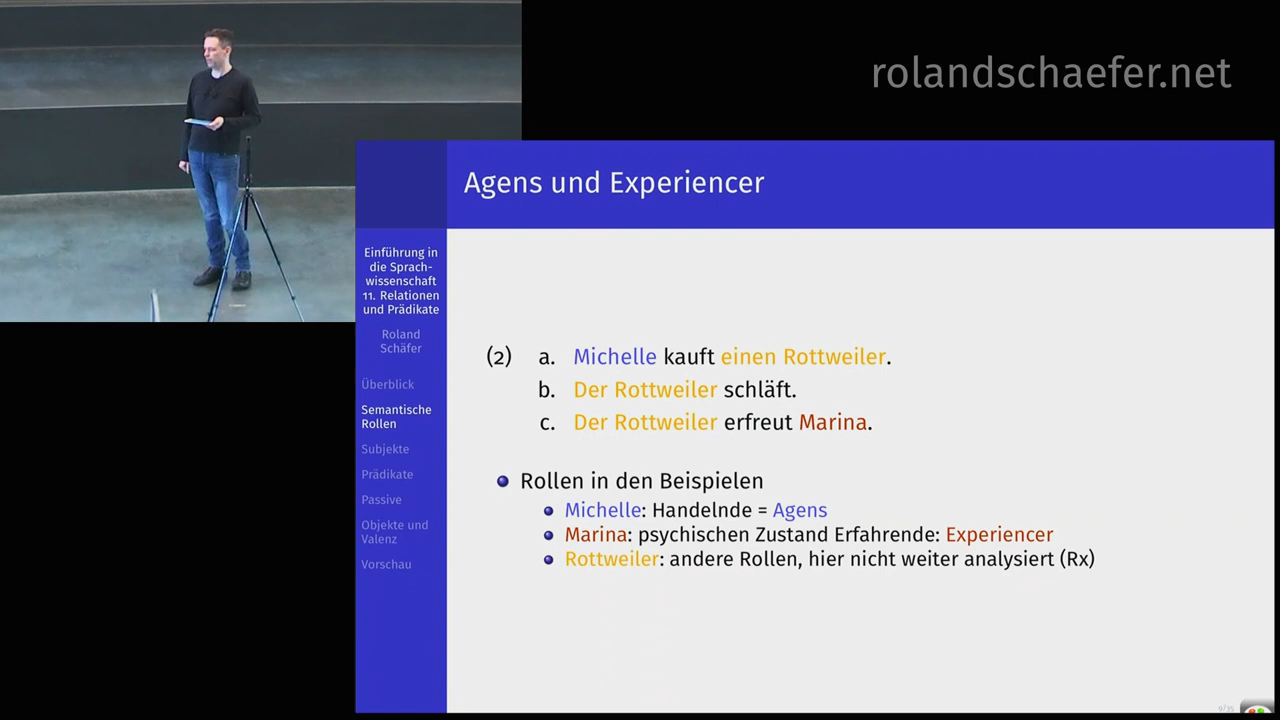 rolandschaefer.net
Agens und Experiencer
Einführung in
die Sprach-
wissenschaft
11. Relationen
und Prädikate
Roland
Schäfer
Überblick
Semantische
Rollen
Subjekte
Prädikate
Passive
Objekte und
Valenz
Vorschau
(2) a. Michelle kauft einen Rottweiler.
b. Der Rottweiler schläft.
c. Der Rottweiler erfreut Marina.
Rollen in den Beispielen
Michelle: Handelnde = Agens
Marina: psychischen Zustand Erfahrende: Experiencer
Rottweiler: andere Rollen, hier nicht weiter analysiert (Rx)
9/35